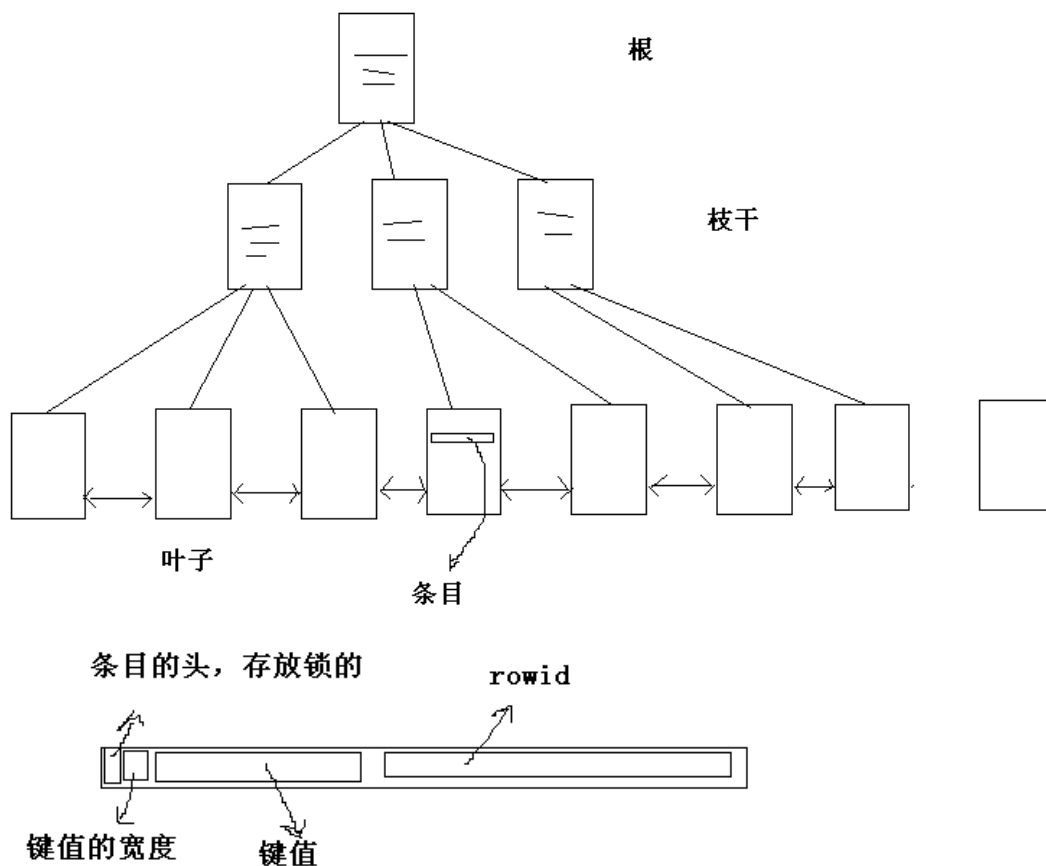 根
枝干
叶子
条目
条目的头，存放锁的
rowid
键值的宽度
键值